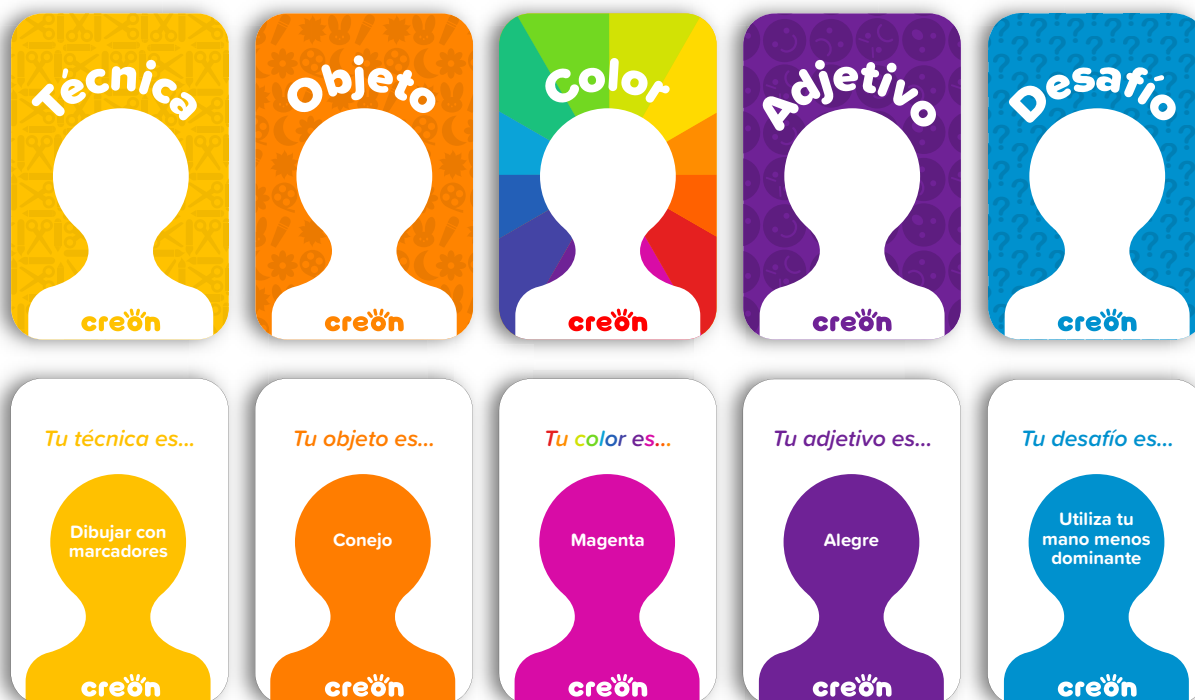 Técnica
Objeto
Color
Adjetivo
Desafío
creon
creon
creon
creon
creon
Tu técnica es...
Tu objeto es...
Tu color es...
Tu adjetivo es...
Tu desafío es...
Dibujar con
marcadores
Conejo
Magenta
Alegre
Utiliza tu
mano menos
dominante
creon
creon
creon
creon
creon